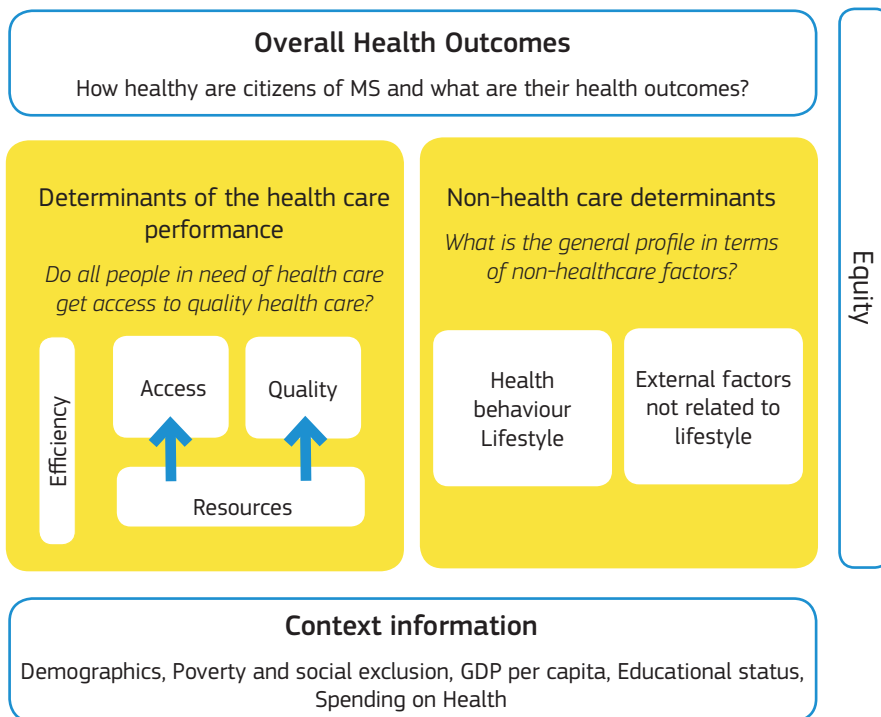 Overall Health Outcomes
How healthy are citizens of MS and what are their health outcomes?
Determinants of the health care
performance
Do all people in need of health care
get access to quality health care?
Efficiency
Access
Quality
Resources
Non-health care determinants
What is the general profile in terms
of non-healthcare factors?
Health
behaviour
Lifestyle
External factors
not related to
lifestyle
Equity
Context information
Demographics, Poverty and social exclusion, GDP per capita, Educational status,
Spending on Health